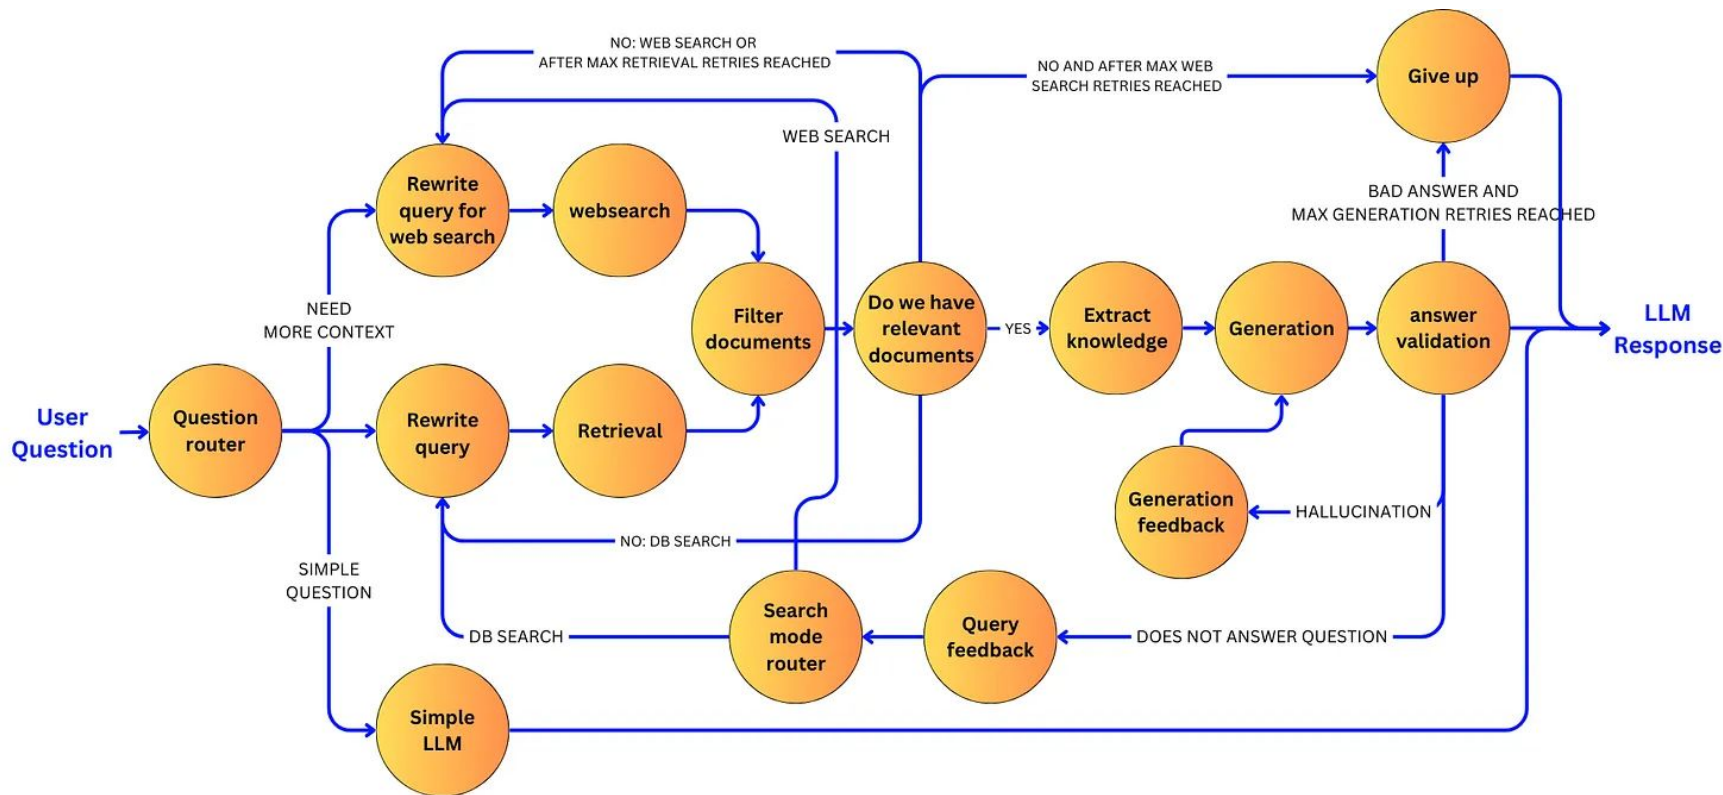 NO: WEB SEARCH OR
AFTER MAX RETRIEVAL RETRIES REACHED
NO AND AFTER MAX WEB
SEARCH RETRIES REACHED
Give up
WEB SEARCH
Rewrite
query for
web search
websearch
BAD ANSWER AND
MAX GENERATION RETRIES REACHED
NEED
MORE CONTEXT
Filter
documents
Do we have
relevant
documents
YES
Extract
knowledge
Generation
answer
validation
LLM
Response
User
Question
Question
router
Rewrite
query
Retrieval
Generation
feedback
HALLUCINATION
NO: DB SEARCH
SIMPLE
QUESTION
DB SEARCH
Search
mode
router
Query
feedback
DOES NOT ANSWER QUESTION
Simple
LLM